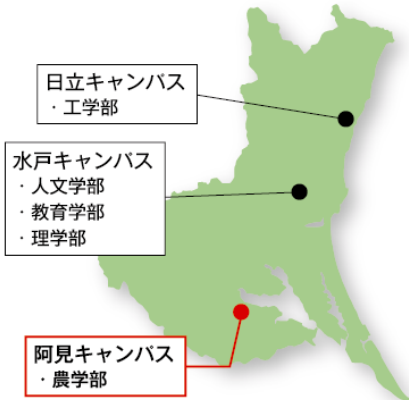 日立キャンパス
・工学部
水戸キャンパス
・人文学部
・教育学部
・理学部
阿見キャンパス
・農学部